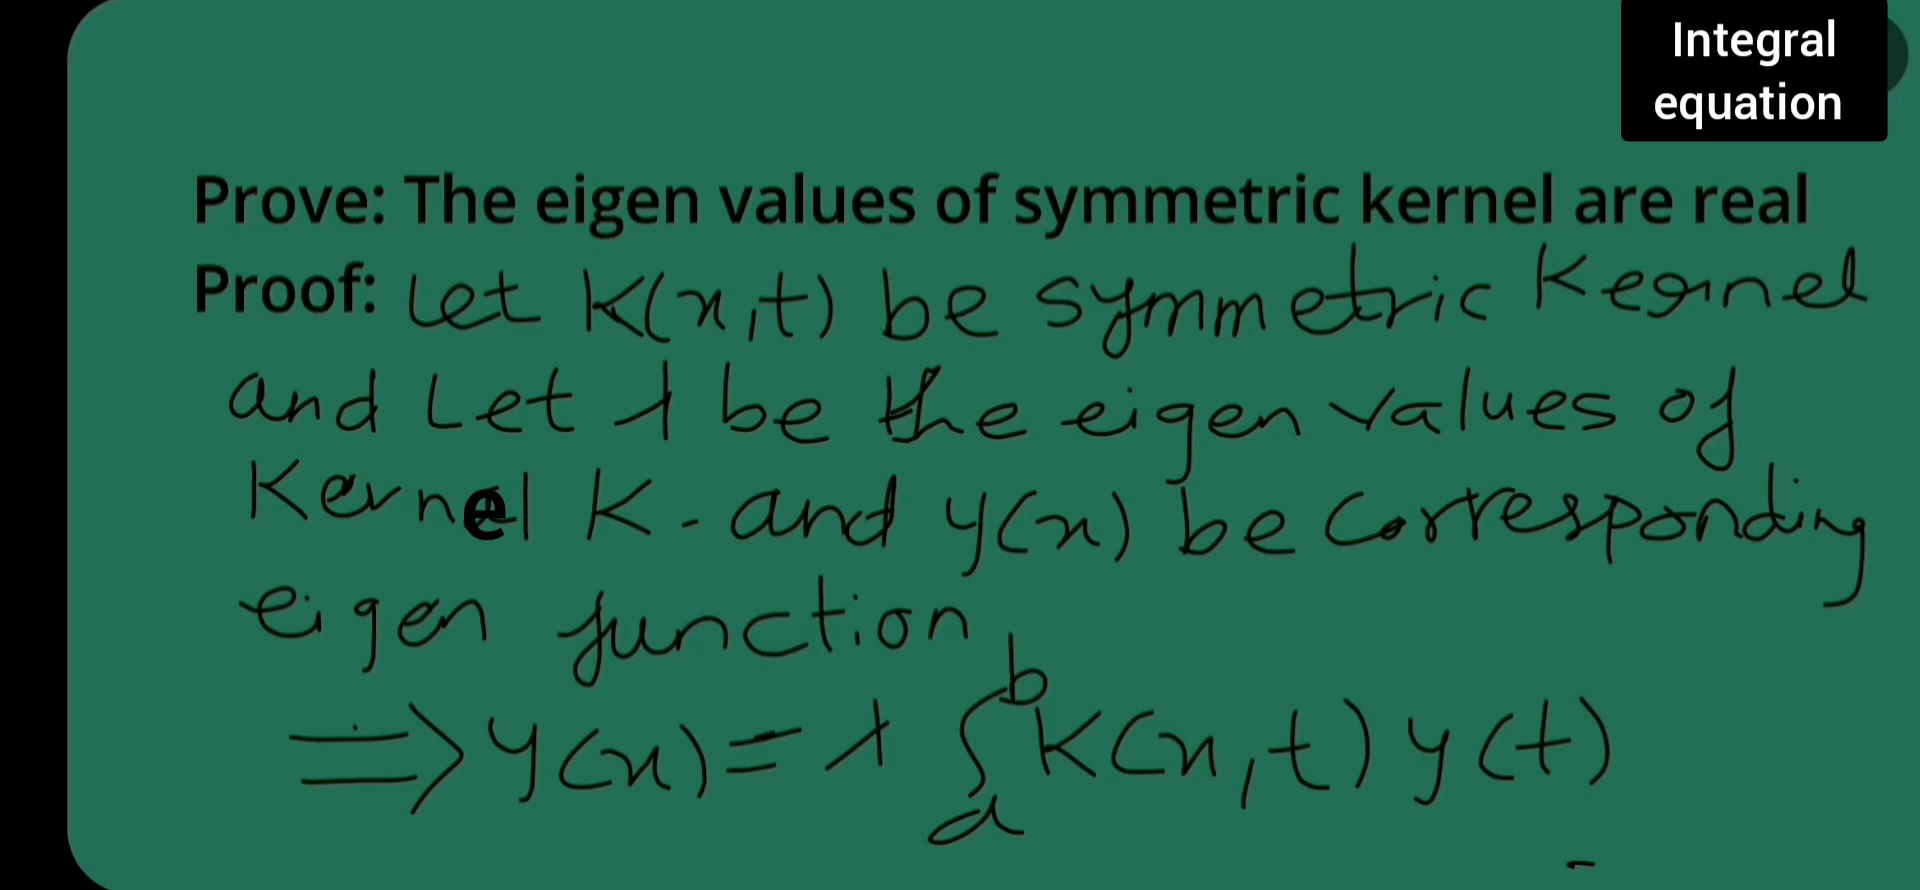 Integral
equation
Prove: The eigen values of symmetric kernel are real
Proof: Let K(x,t) be symmetric Kernel
and Let λ be the eigen values of
Kernel K. and y(x) be corresponding
eigen function
⇒ y(x) = λ ∫ₐᵇ K(x,t) y(t)